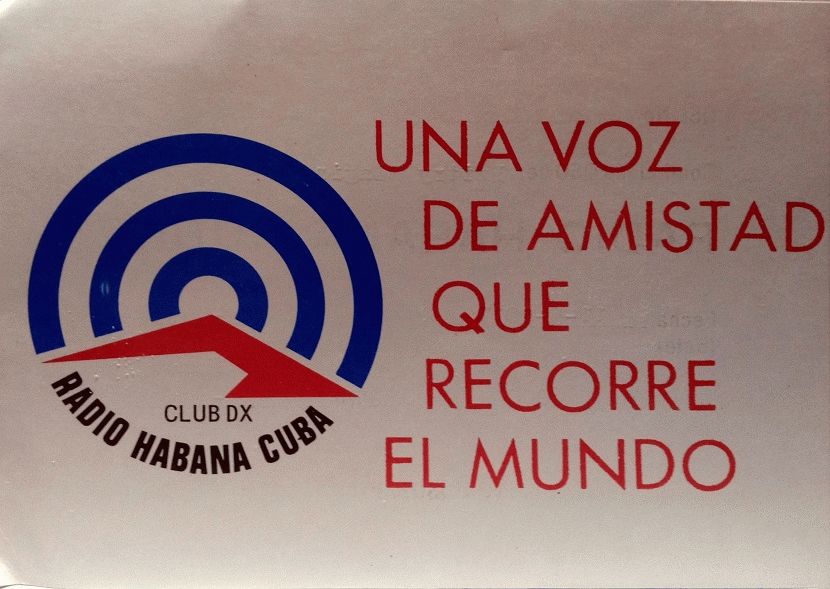 UNA VOZ
DE AMISTAD
QUE
RECORRE
EL MUNDO
CLUB DX
RADIO HABANA CUBA